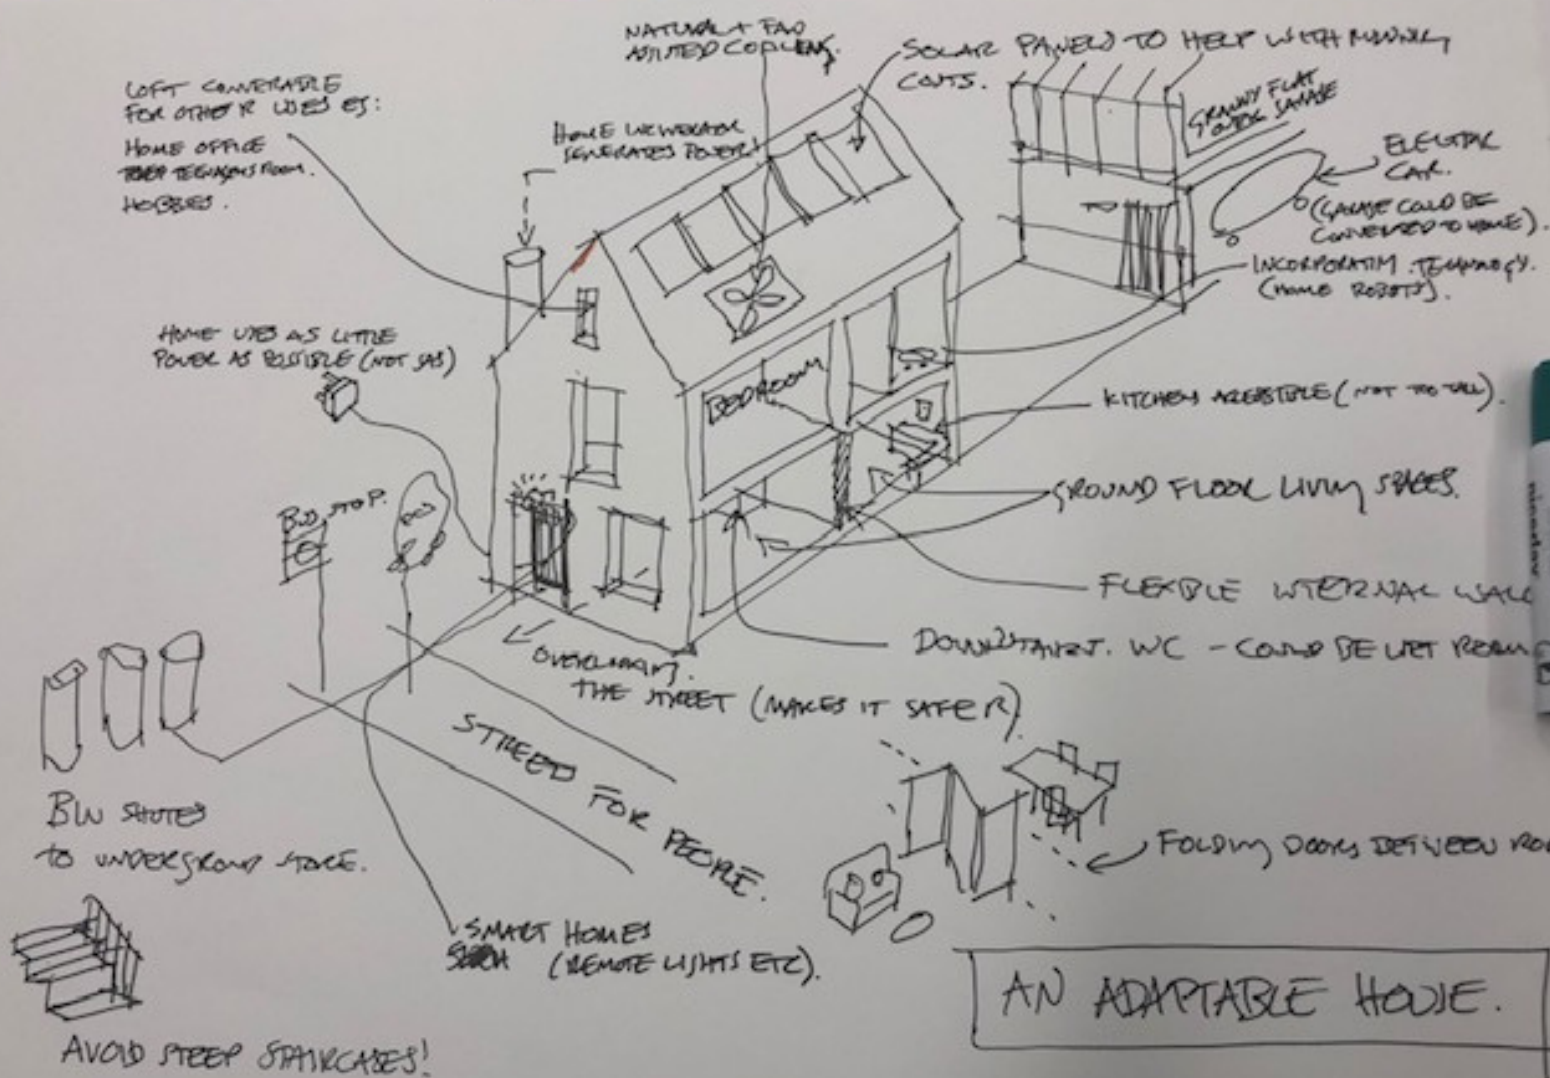 NATURAL + FAN
ASSISTED COOLING.
SOLAR PANELS TO HELP WITH RUNNING
COSTS.
LOFT CONVERTABLE
FOR OTHER USES EG:
HOME OFFICE
TEENAGERS ROOM.
HOBBIES.
HOME INCINERATOR
GENERATES POWER!
GRANNY FLAT
OVER GARAGE
ELECTRIC
CAR.
(GARAGE COULD BE
CONVERTED TO HOME).
INCORPORATING TECHNOLOGY.
(HOME ROBOTS).
HOME USES AS LITTLE
POWER AS POSSIBLE (NOT GAS)
BEDROOM
KITCHEN ACCESSIBLE (NOT TOO TALL).
BUS STOP.
GROUND FLOOR LIVING SPACES.
FLEXIBLE INTERNAL WALL
DOWNSTAIRS. WC - COULD BE WET ROOM
OVERLOOKING.
THE STREET (MAKES IT SAFER).
STREETS FOR PEOPLE.
BIN SHUTES
TO UNDERGROUND STORE.
FOLDING DOORS BETWEEN
SMART HOMES
(REMOTE LIGHTS ETC).
AN ADAPTABLE HOUSE.
AVOID STEEP STAIRCASES!